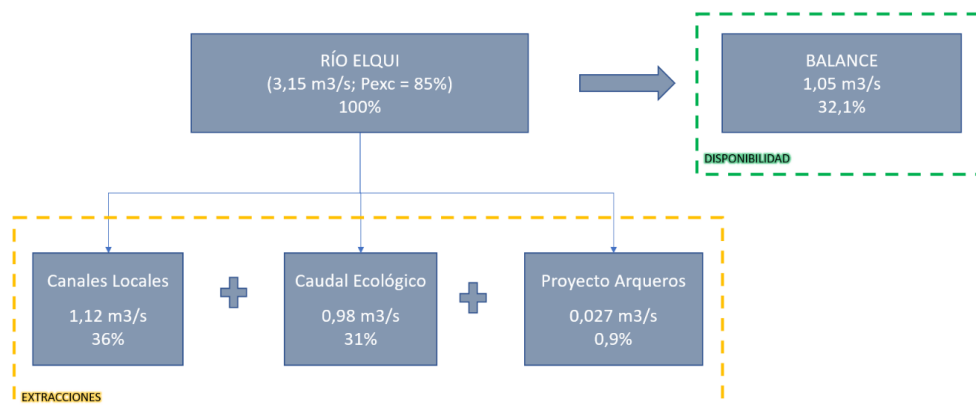 RÍO ELQUI
(3,15 m3/s; Pexc = 85%)
100%
BALANCE
1,05 m3/s
32,1%
DISPONIBILIDAD
Canales Locales
1,12 m3/s
36%
Caudal Ecológico
0,98 m3/s
31%
Proyecto Arqueros
0,027 m3/s
0,9%
EXTRACCIONES